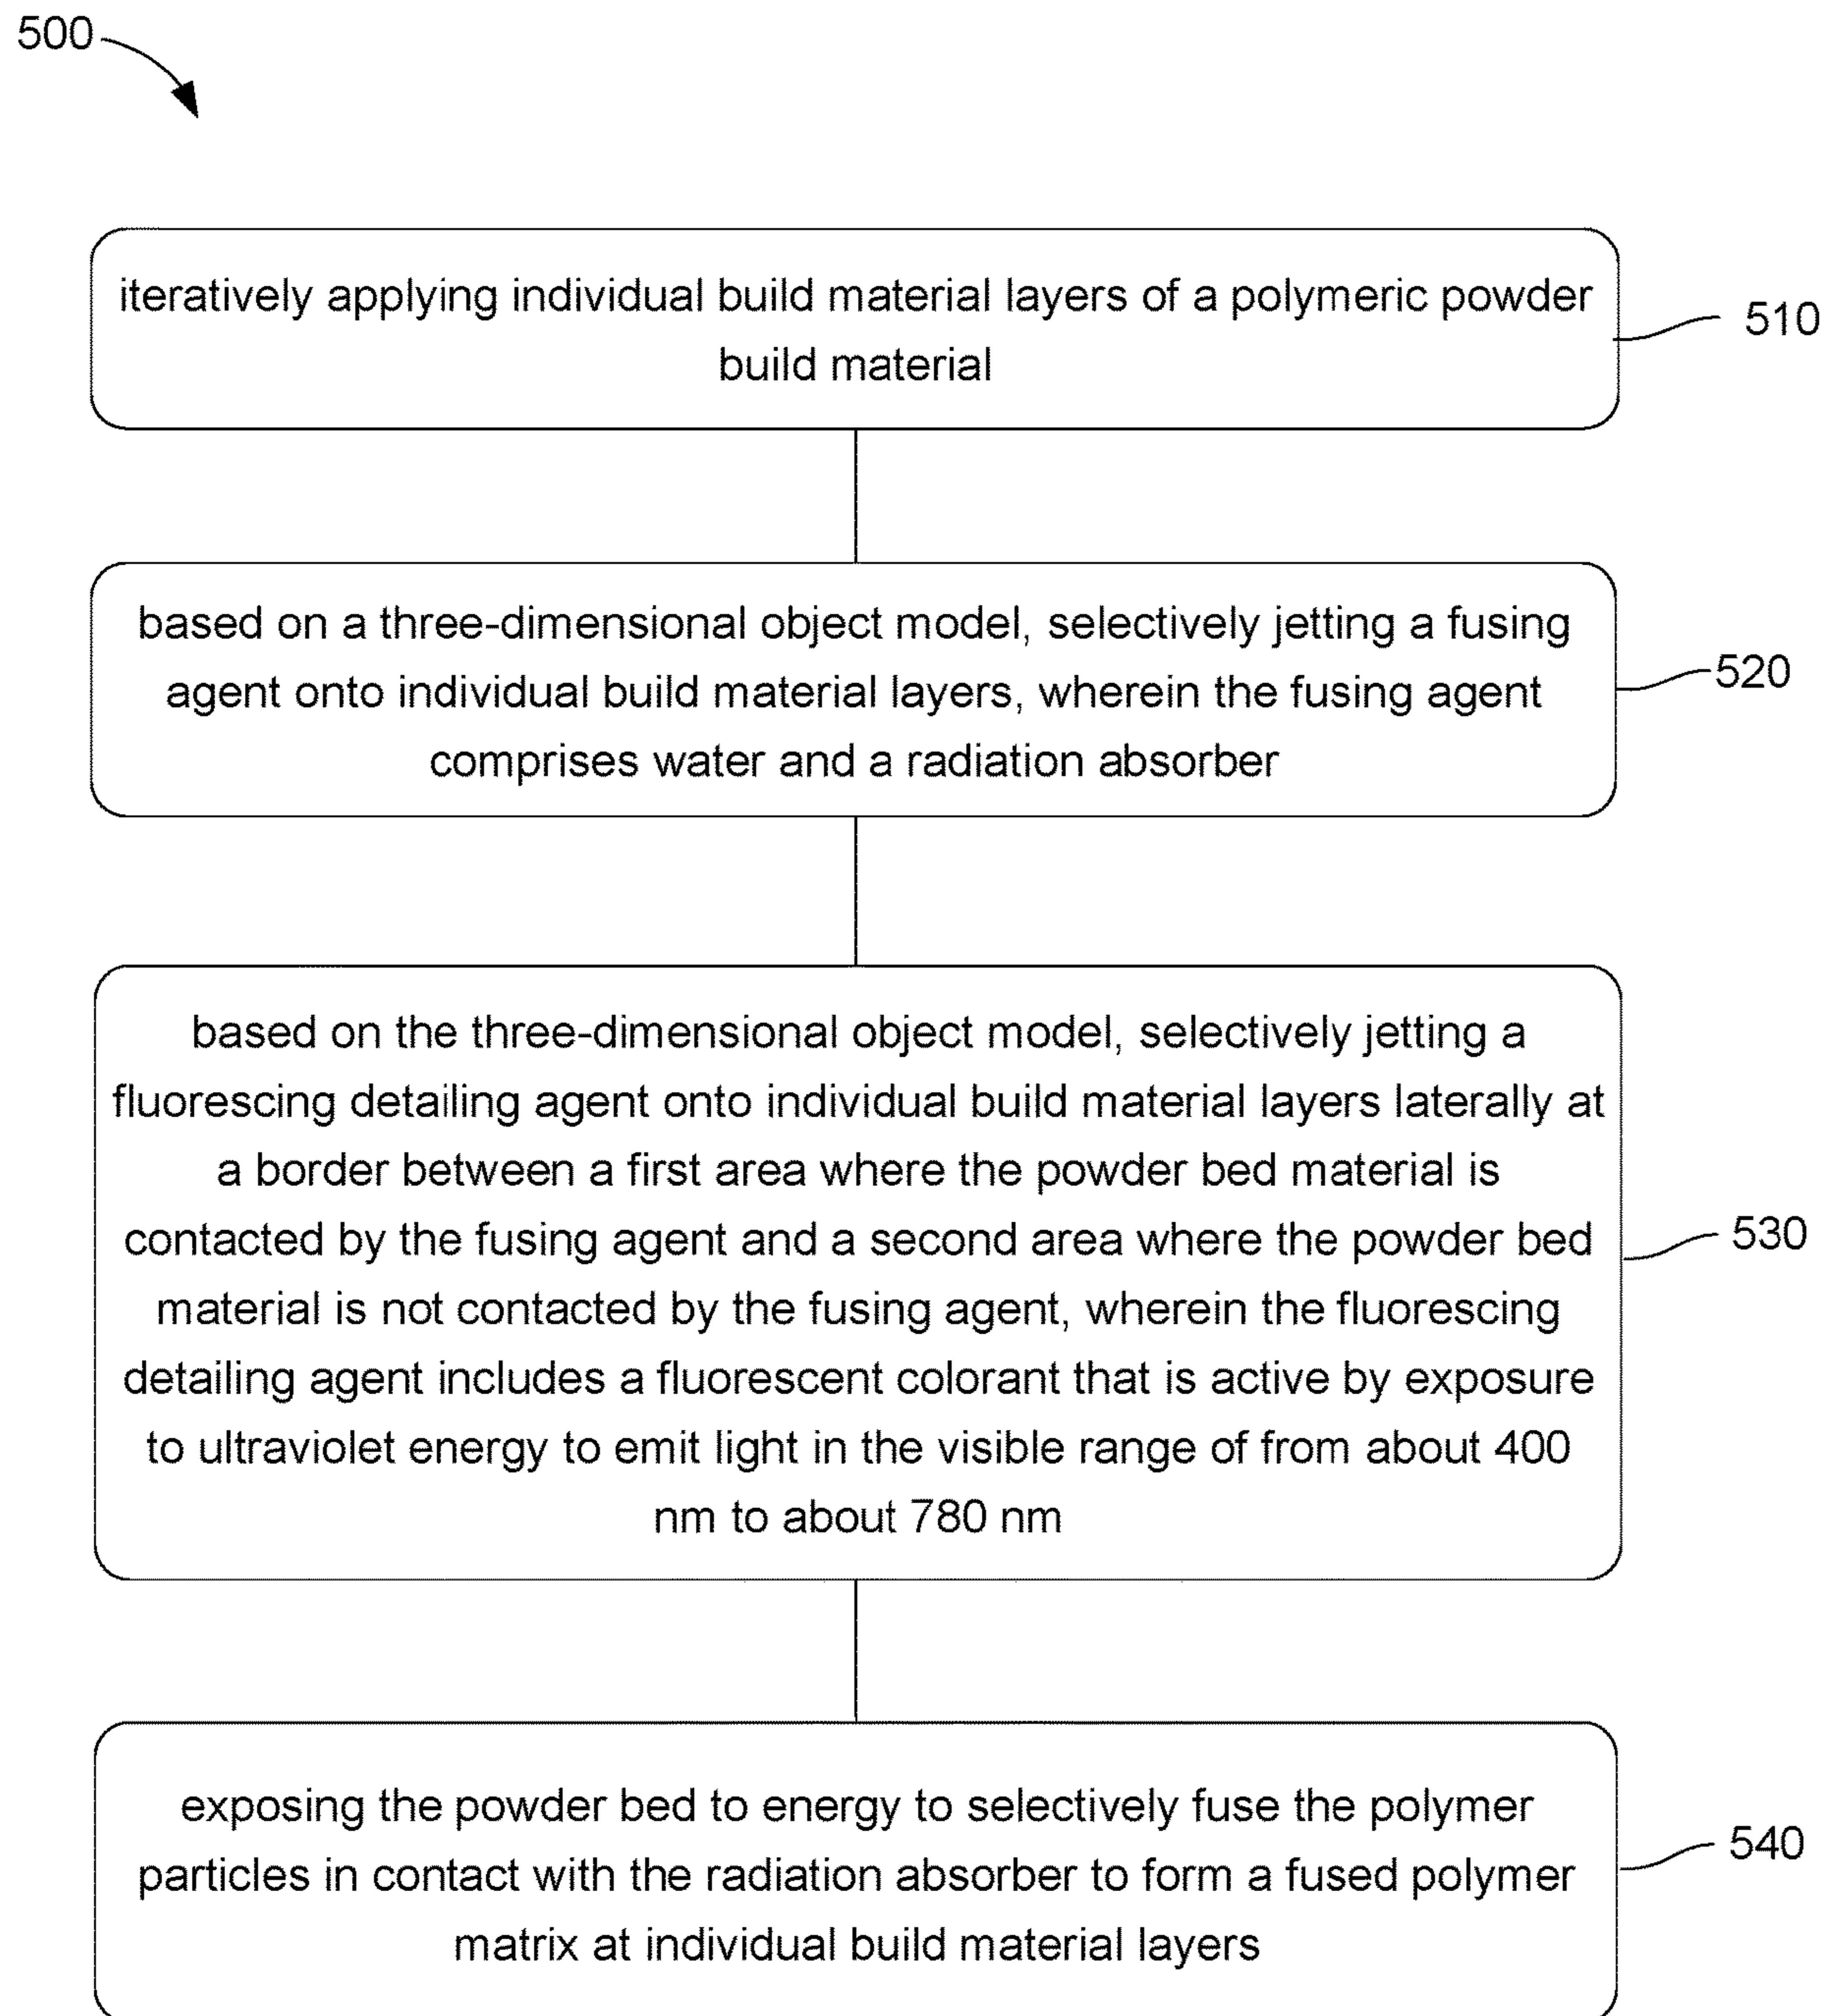 500
iteratively applying individual build material layers of a polymeric powder
build material
510
based on a three-dimensional object model, selectively jetting a fusing
agent onto individual build material layers, wherein the fusing agent
comprises water and a radiation absorber
520
based on the three-dimensional object model, selectively jetting a
fluorescing detailing agent onto individual build material layers laterally at
a border between a first area where the powder bed material is
contacted by the fusing agent and a second area where the powder bed
material is not contacted by the fusing agent, wherein the fluorescing
detailing agent includes a fluorescent colorant that is active by exposure
to ultraviolet energy to emit light in the visible range of from about 400
nm to about 780 nm
530
exposing the powder bed to energy to selectively fuse the polymer
particles in contact with the radiation absorber to form a fused polymer
matrix at individual build material layers
540